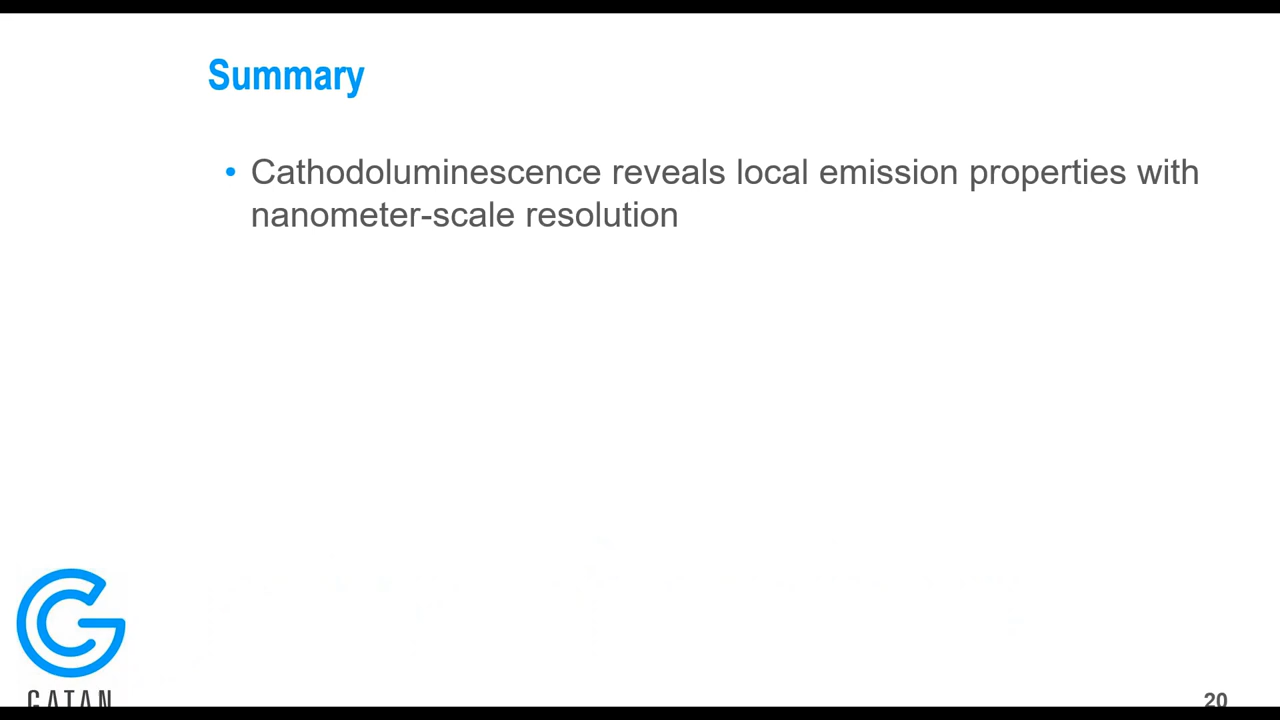 Summary
• Cathodoluminescence reveals local emission properties with
nanometer-scale resolution
GATAN
20